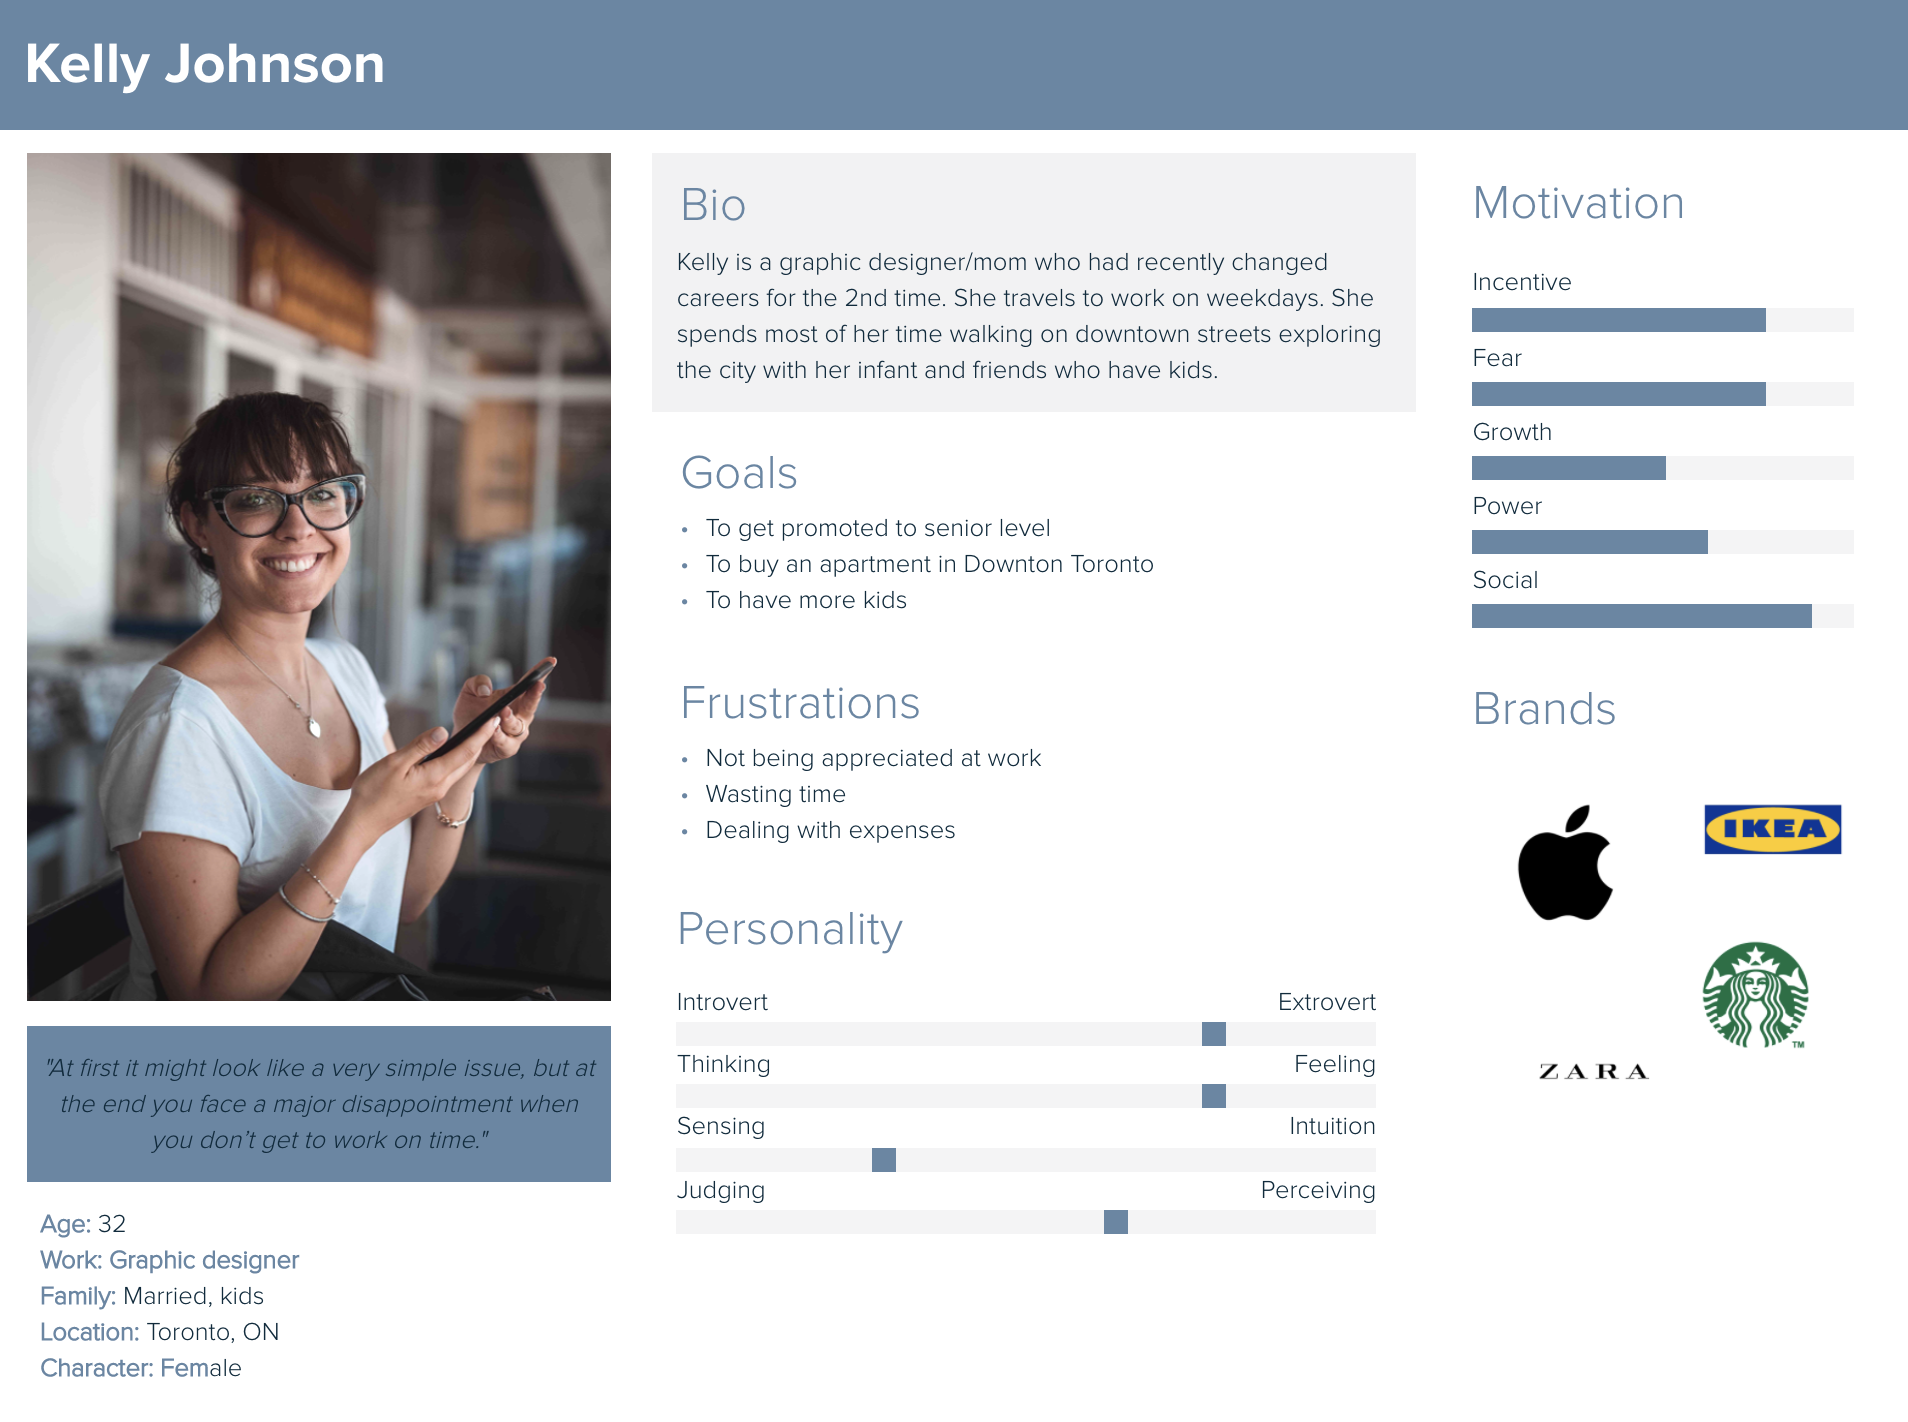 Kelly Johnson
"At first it might look like a very simple issue, but at
the end you face a major disappointment when
you don't get to work on time."
Age: 32
Work: Graphic designer
Family: Married, kids
Location: Toronto, ON
Character: Female
Bio
Kelly is a graphic designer/mom who had recently changed
careers for the 2nd time. She travels to work on weekdays. She
spends most of her time walking on downtown streets exploring
the city with her infant and friends who have kids.
Goals
• To get promoted to senior level
• To buy an apartment in Downton Toronto
• To have more kids
Frustrations
• Not being appreciated at work
• Wasting time
• Dealing with expenses
Personality
Introvert Extrovert
Thinking Feeling
Sensing Intuition
Judging Perceiving
Motivation
Incentive
Fear
Growth
Power
Social
Brands
IKEA
TM
ZARA